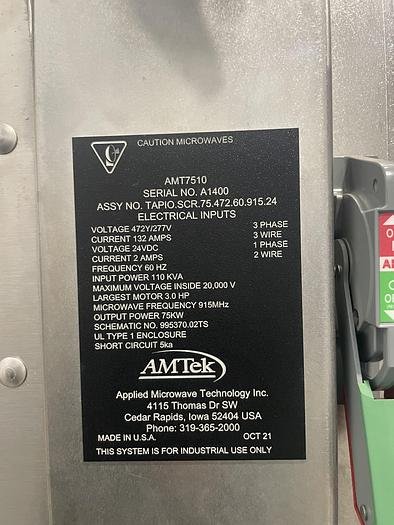 CAUTION MICROWAVES
AMT7510
SERIAL NO. A1400
ASSY NO. TAPIO.SCR.75.472.60.915.24
ELECTRICAL INPUTS
VOLTAGE 472Y/277V 3 PHASE
CURRENT 132 AMPS 3 WIRE
VOLTAGE 24VDC 1 PHASE
CURRENT 2 AMPS 2 WIRE
FREQUENCY 60 HZ
INPUT POWER 110 KVA
MAXIMUM VOLTAGE INSIDE 20,000 V
LARGEST MOTOR 3.0 HP
MICROWAVE FREQUENCY 915MHz
OUTPUT POWER 75KW
SCHEMATIC NO. 995370.02TS
UL TYPE 1 ENCLOSURE
SHORT CIRCUIT 5ka
AMTek
Applied Microwave Technology Inc.
4115 Thomas Dr SW
Cedar Rapids, Iowa 52404 USA
Phone: 319-365-2000
MADE IN U.S.A. OCT 21
THIS SYSTEM IS FOR INDUSTRIAL USE ONLY